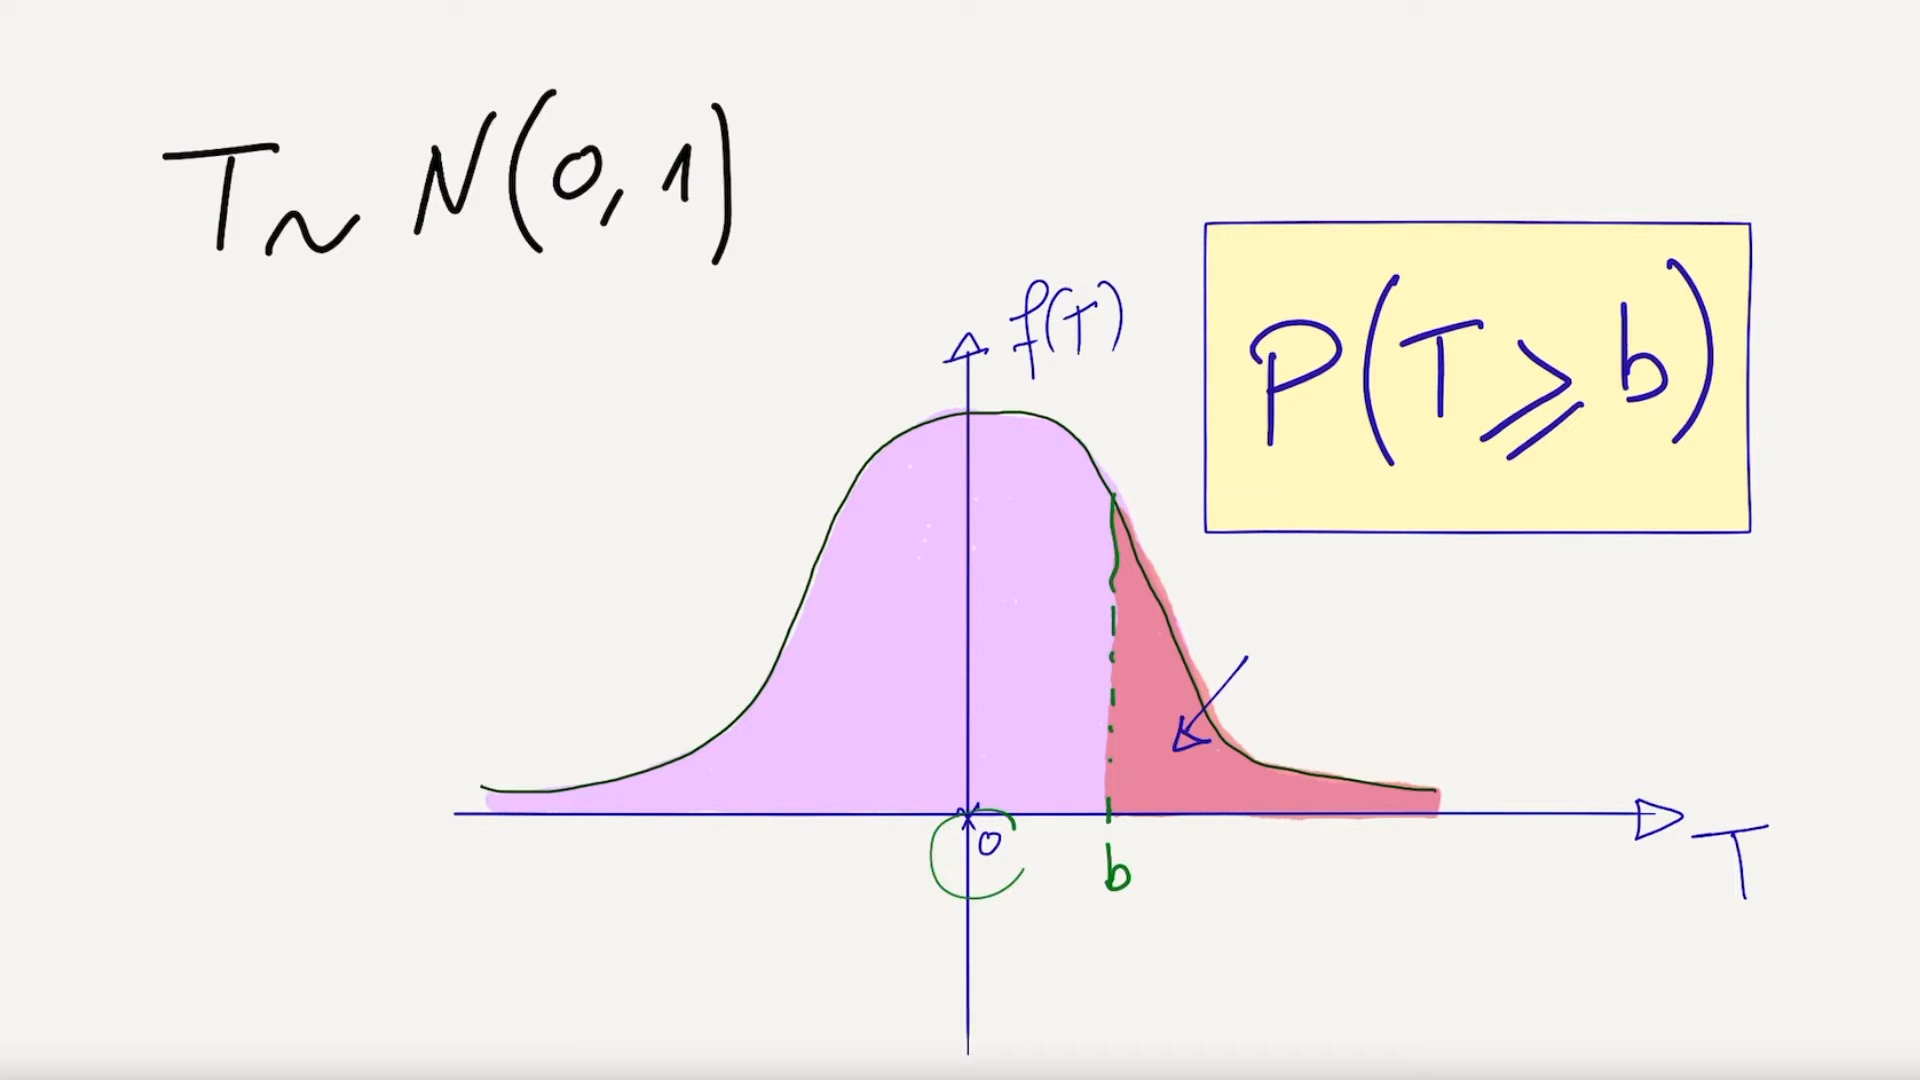 T ~ N(0,1)
f(T)
P(T ⩾ b)
0
b
T